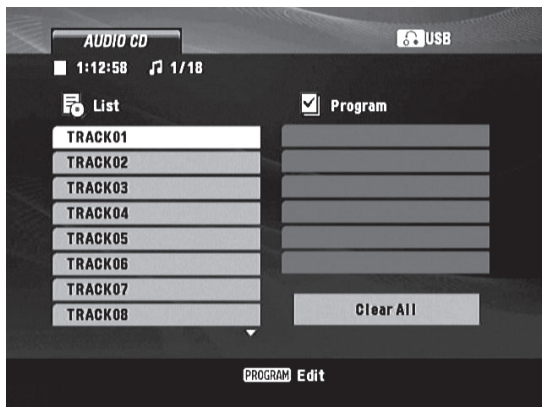 AUDIO CD
USB
1:12:58 1/18
List
Program
TRACK01
TRACK02
TRACK03
TRACK04
TRACK05
TRACK06
TRACK07
TRACK08
Clear All
PROGRAM Edit